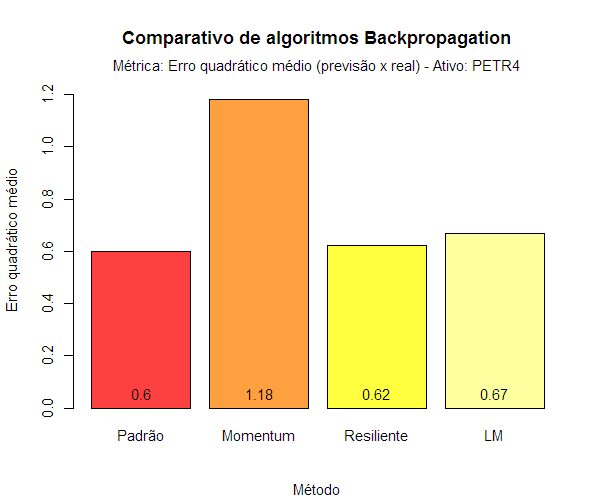 Comparativo de algoritmos Backpropagation
Métrica: Erro quadrático médio (previsão x real) - Ativo: PETR4
Erro quadrático médio
1.2
1.0
0.8
0.6
0.4
0.2
0.0
0.6
1.18
0.62
0.67
Padrão
Momentum
Resiliente
LM
Método